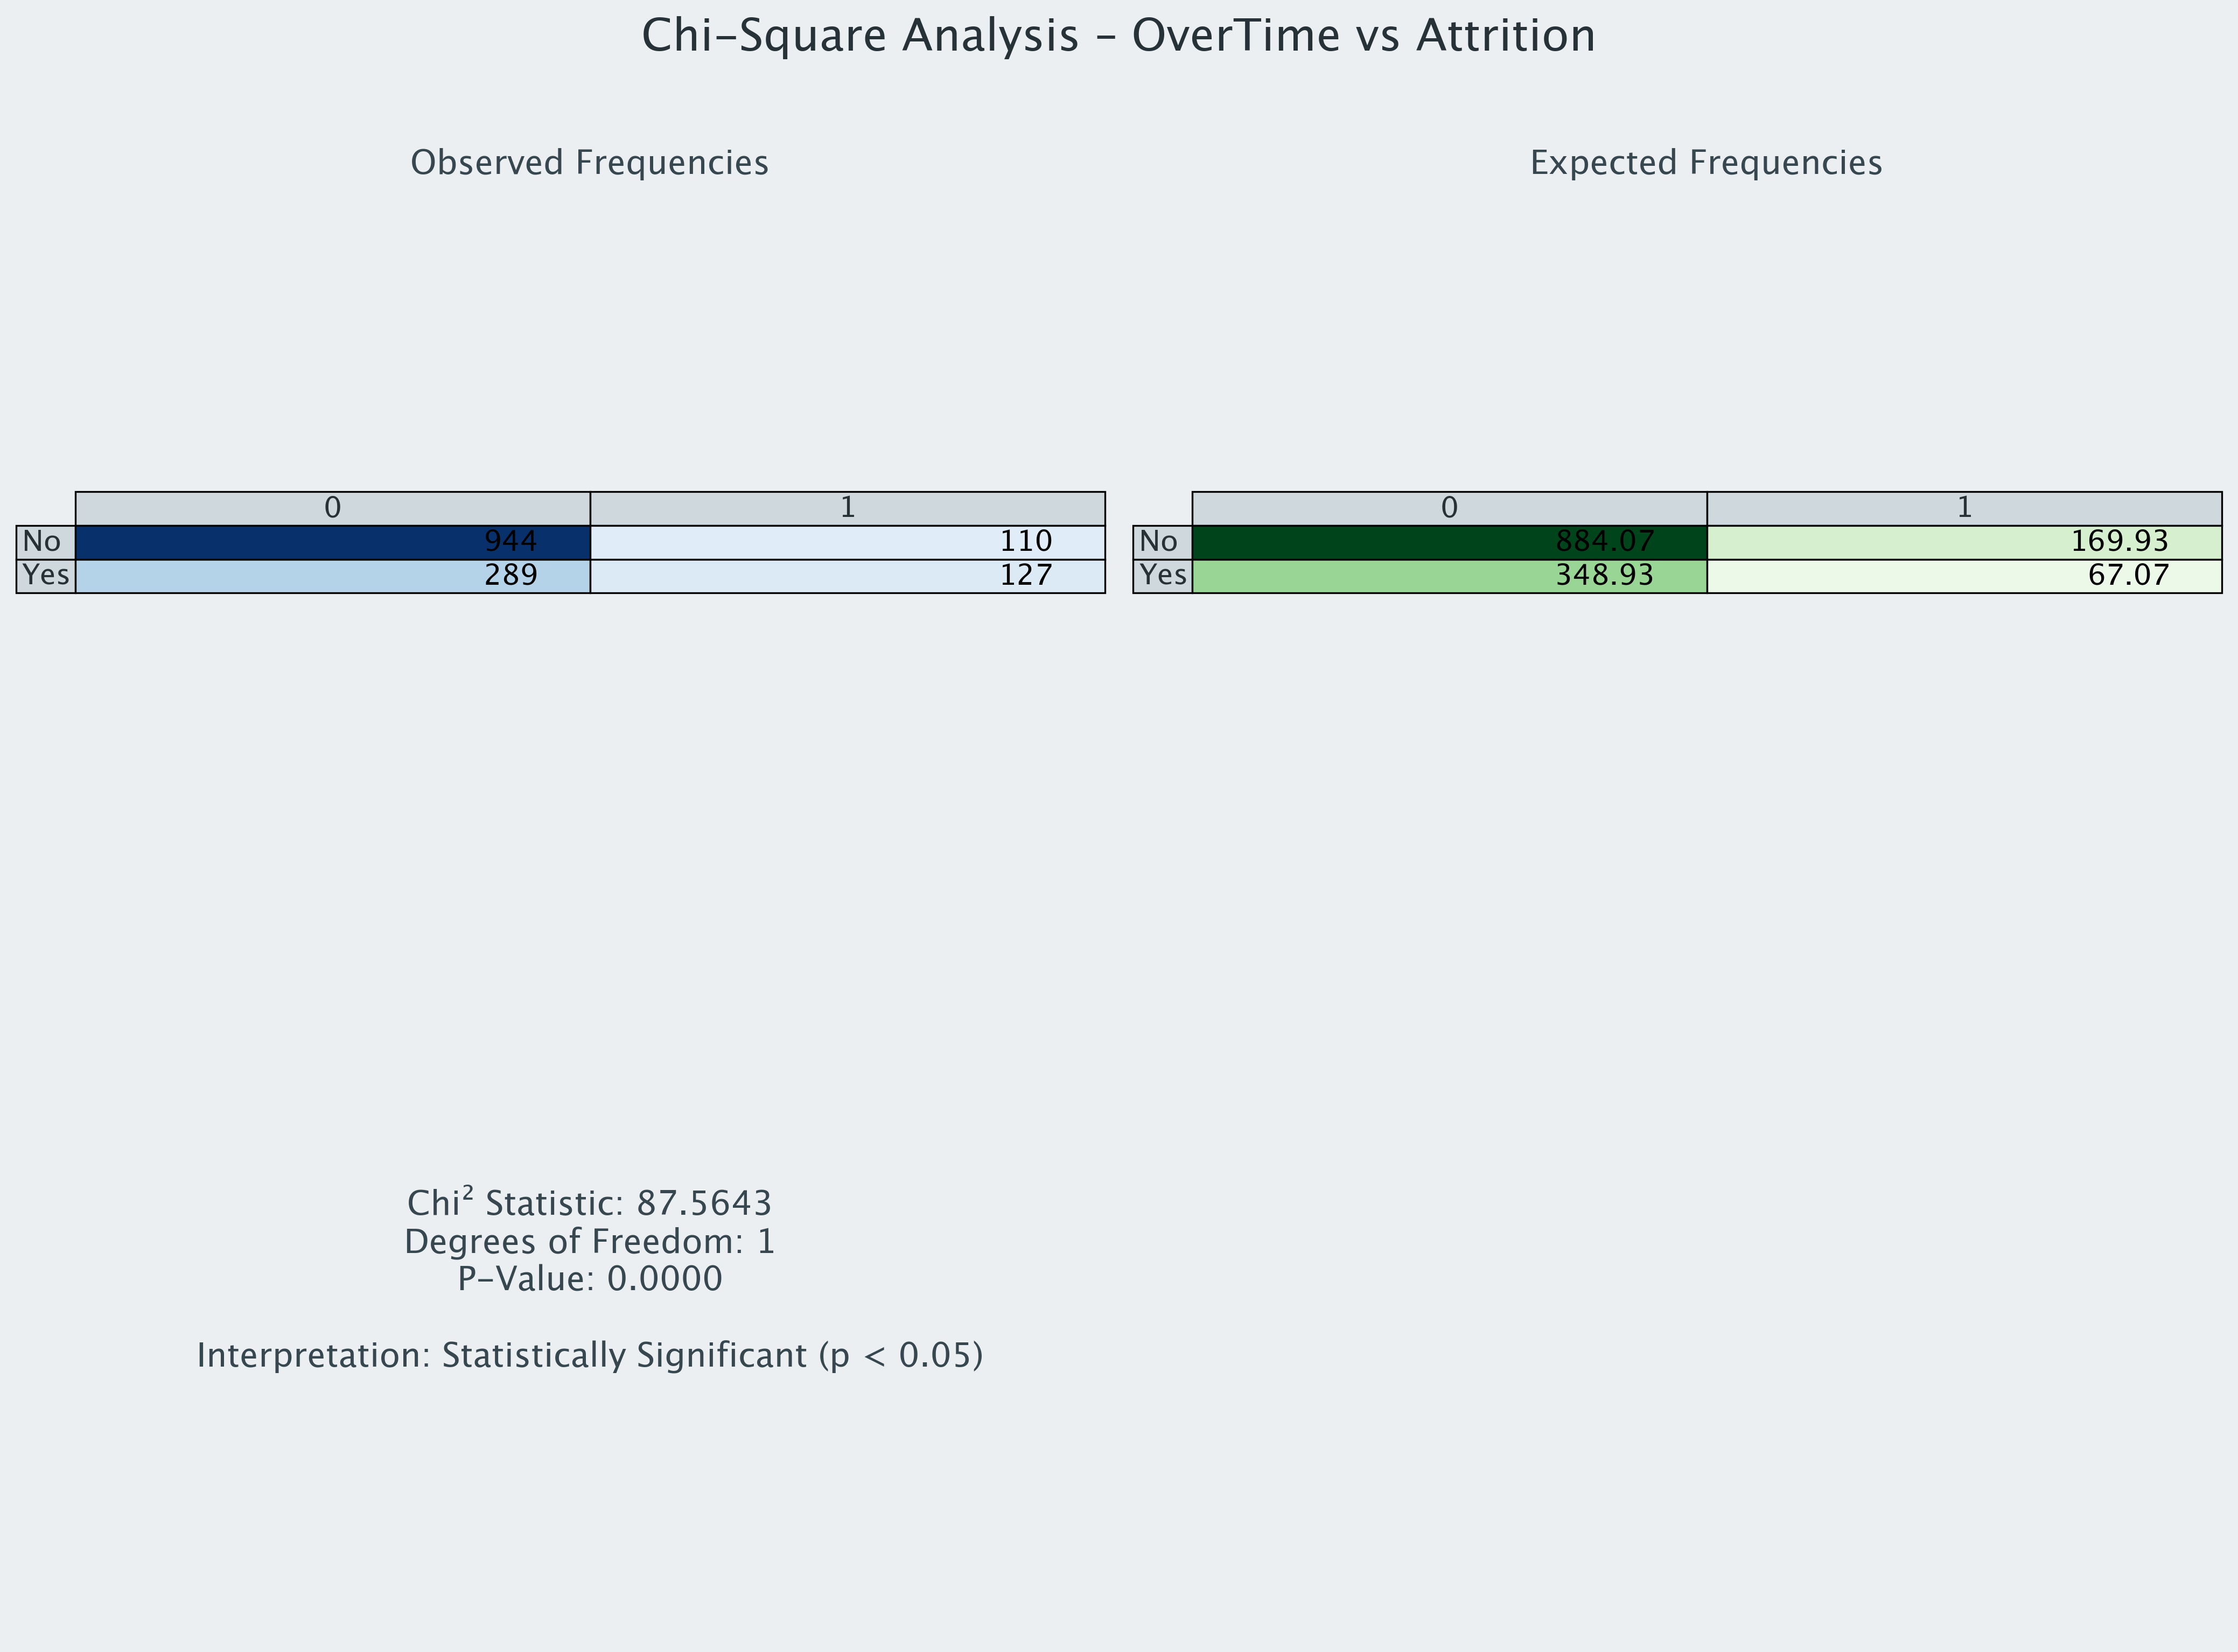 Chi-Square Analysis – OverTime vs Attrition
Observed Frequencies
0 1
No 944 110
Yes 289 127
Expected Frequencies
0 1
No 884.07 169.93
Yes 348.93 67.07
Chi² Statistic: 87.5643
Degrees of Freedom: 1
P-Value: 0.0000
Interpretation: Statistically Significant (p < 0.05)